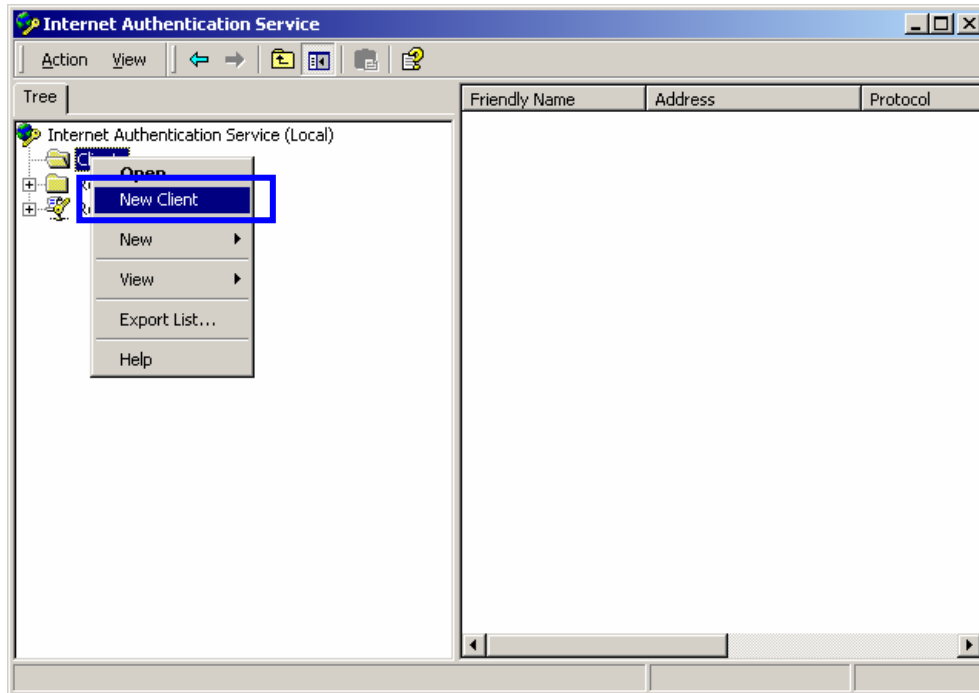 Internet Authentication Service
Action View
Tree
Friendly Name Address Protocol
Internet Authentication Service (Local)
Open
New Client
New
View
Export List...
Help